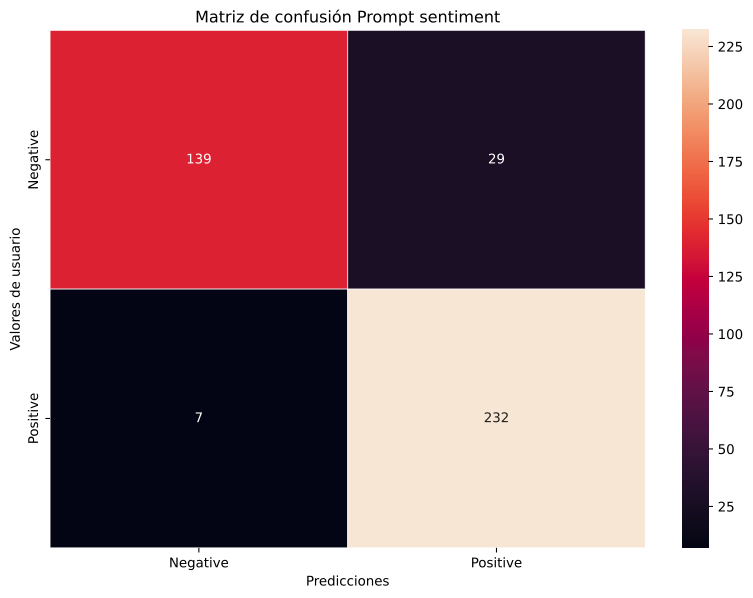 Matriz de confusión Prompt sentiment
Valores de usuario
Negative
Positive
139
29
7
232
Negative
Positive
Predicciones
225
200
175
150
125
100
75
50
25